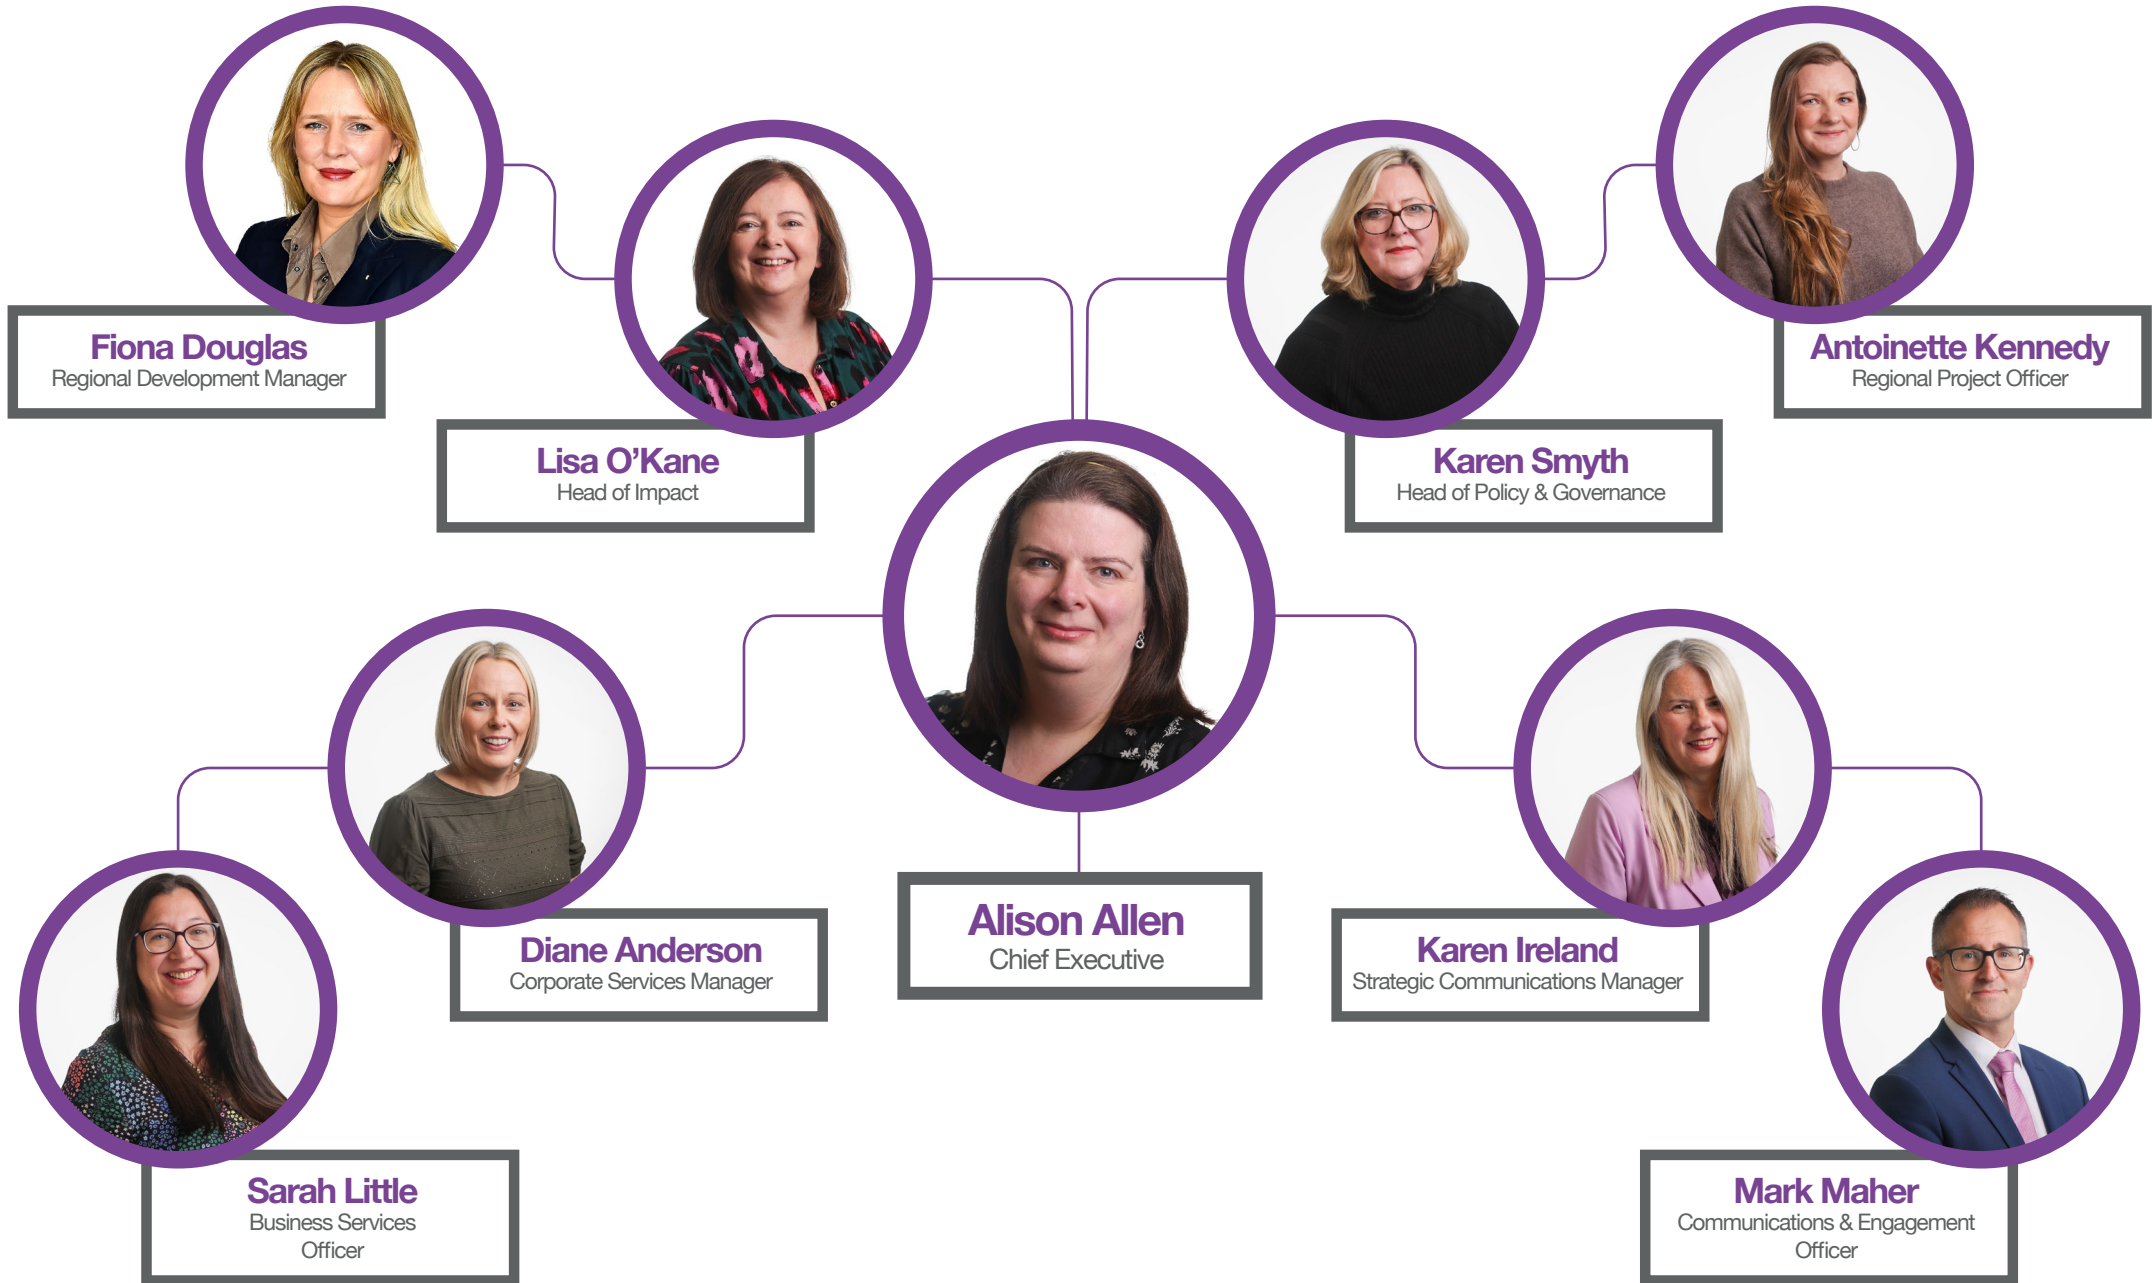 Fiona Douglas
Regional Development Manager
Lisa O’Kane
Head of Impact
Karen Smyth
Head of Policy & Governance
Antoinette Kennedy
Regional Project Officer
Diane Anderson
Corporate Services Manager
Alison Allen
Chief Executive
Karen Ireland
Strategic Communications Manager
Sarah Little
Business Services
Officer
Mark Maher
Communications & Engagement
Officer